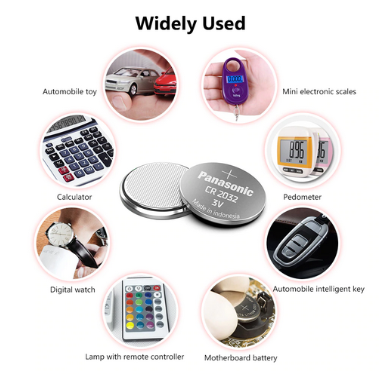 Widely Used
Automobile toy
Mini electronic scales
Calculator
Panasonic
CR 2032
3V
Made in Indonesia
Pedometer
Digital watch
Automobile intelligent key
Lamp with remote controller
Motherboard battery